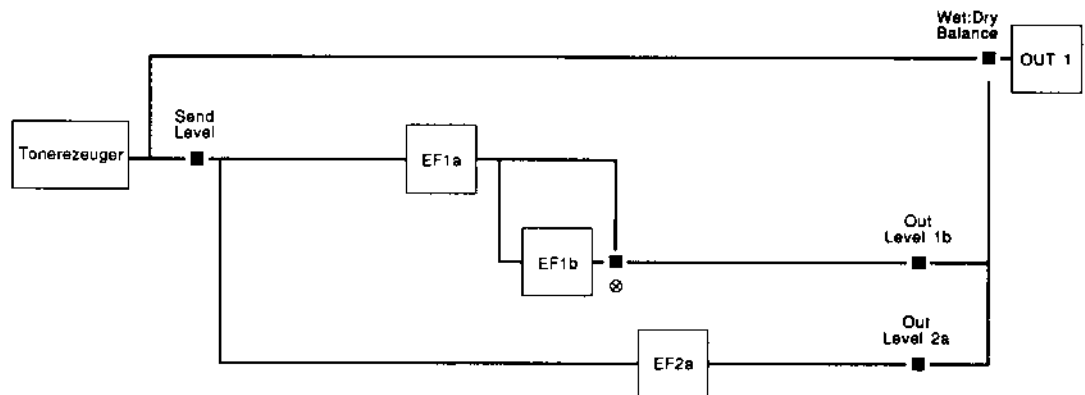 Wet:Dry
Balance
OUT 1
Send
Level
Tonerezeuger
EF1a
Out
Level 1b
EF1b
Out
Level 2a
EF2a